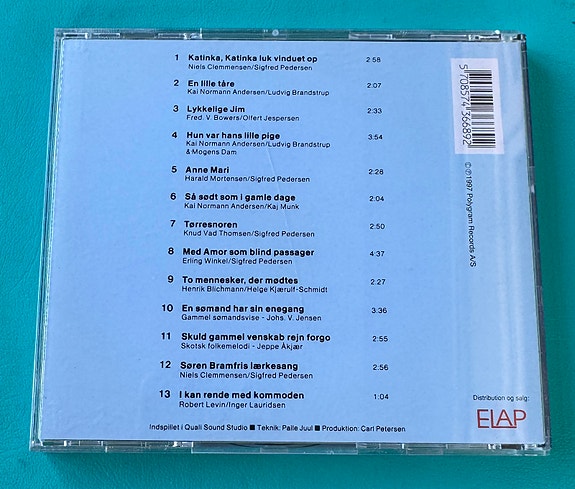 1 Katinka, Katinka luk vinduet op 2:58
Niels Clemmensen/Sigfred Pedersen
2 En lille tåre 2:07
Kai Normann Andersen/Ludvig Brandstrup
3 Lykkelige Jim 2:33
Fred. V. Bowers/Olfert Jespersen
4 Hun var hans lille pige 3:54
Kai Normann Andersen/Ludvig Brandstrup
& Mogens Dam
5 Anne Mari 2:28
Harald Mortensen/Sigfred Pedersen
6 Så sødt som i gamle dage 2:04
Kai Normann Andersen/Kaj Munk
7 Tørresnoren 2:50
Knud Vad Thomsen/Sigfred Pedersen
8 Med Amor som blind passager 4:37
Erling Winkel/Sigfred Pedersen
9 To mennesker, der mødtes 2:27
Henrik Blichmann/Helge Kjærulf-Schmidt
10 En sømand har sin enegang 3:36
Gammel sømandsvise - Johs. V. Jensen
11 Skuld gammel venskab rejn forgo 2:55
Skotsk folkemelodi - Jeppe Åkjær
12 Søren Bramfris lærkesang 2:56
Niels Clemmensen/Sigfred Pedersen
13 I kan rende med kommoden 1:04
Robert Levin/Inger Lauridsen
Indspillet i Quali Sound Studio ■ Teknik: Palle Juul ■ Produktion: Carl Petersen
5708574366892
© ℗ 1997 Polygram Records A/S
Distribution og salg:
ELAP